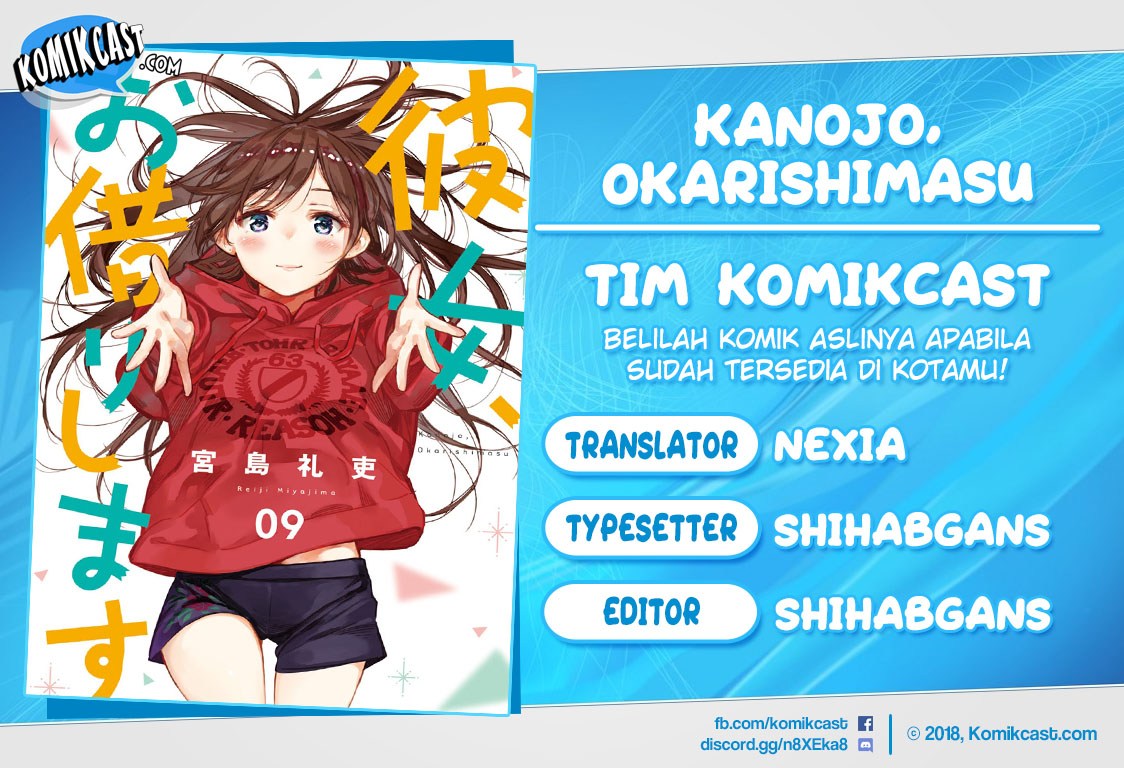 KOMIKCAST.COM
彼女、
お借りします
Kanojo,
Okarishimasu
63
REASON
宮島礼吏
Reiji Miyajima
09
KANOJO,
OKARISHIMASU
TIM KOMIKCAST
BELILAH KOMIK ASLINYA APABILA
SUDAH TERSEDIA DI KOTAMU!
TRANSLATOR NEXIA
TYPESETTER SHIHABGANS
EDITOR SHIHABGANS
fb.com/komikcast
discord.gg/n8XEka8
© 2018, Komikcast.com